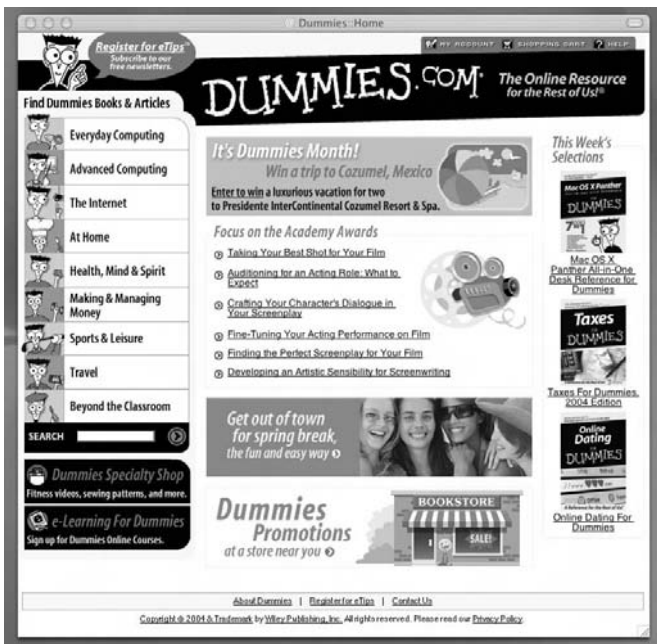 Dummies::Home
Register for eTips™
Subscribe to our
free newsletters.
MY ACCOUNT
SHOPPING CART
? HELP
DUMMIES.COM®
The Online Resource
for the Rest of Us!®
Find Dummies Books & Articles
Everyday Computing
Advanced Computing
The Internet
At Home
Health, Mind & Spirit
Making & Managing
Money
Sports & Leisure
Travel
Beyond the Classroom
SEARCH
Dummies Specialty Shop
Fitness videos, sewing patterns, and more.
e-Learning For Dummies
Sign up for Dummies Online Courses.
It's Dummies Month!
Win a trip to Cozumel, Mexico
Enter to win a luxurious vacation for two
to Presidente InterContinental Cozumel Resort & Spa.
Focus on the Academy Awards
Taking Your Best Shot for Your Film
Auditioning for an Acting Role: What to
Expect
Crafting Your Character's Dialogue in
Your Screenplay
Fine-Tuning Your Acting Performance on Film
Finding the Perfect Screenplay for Your Film
Developing an Artistic Sensibility for Screenwriting
Get out of town
for spring break,
the fun and easy way
Dummies
Promotions
at a store near you
BOOKSTORE
SALE!
This Week's
Selections
Mac OS X Panther
DUMMIES
Mac OS X
Panther All-in-One
Desk Reference for
Dummies
Taxes
DUMMIES
Taxes For Dummies,
2004 Edition
Online
Dating
DUMMIES
Online Dating For
Dummies
About Dummies | Register for eTips | Contact Us
Copyright © 2004 & Trademark by Wiley Publishing, Inc. All rights reserved. Please read our Privacy Policy.